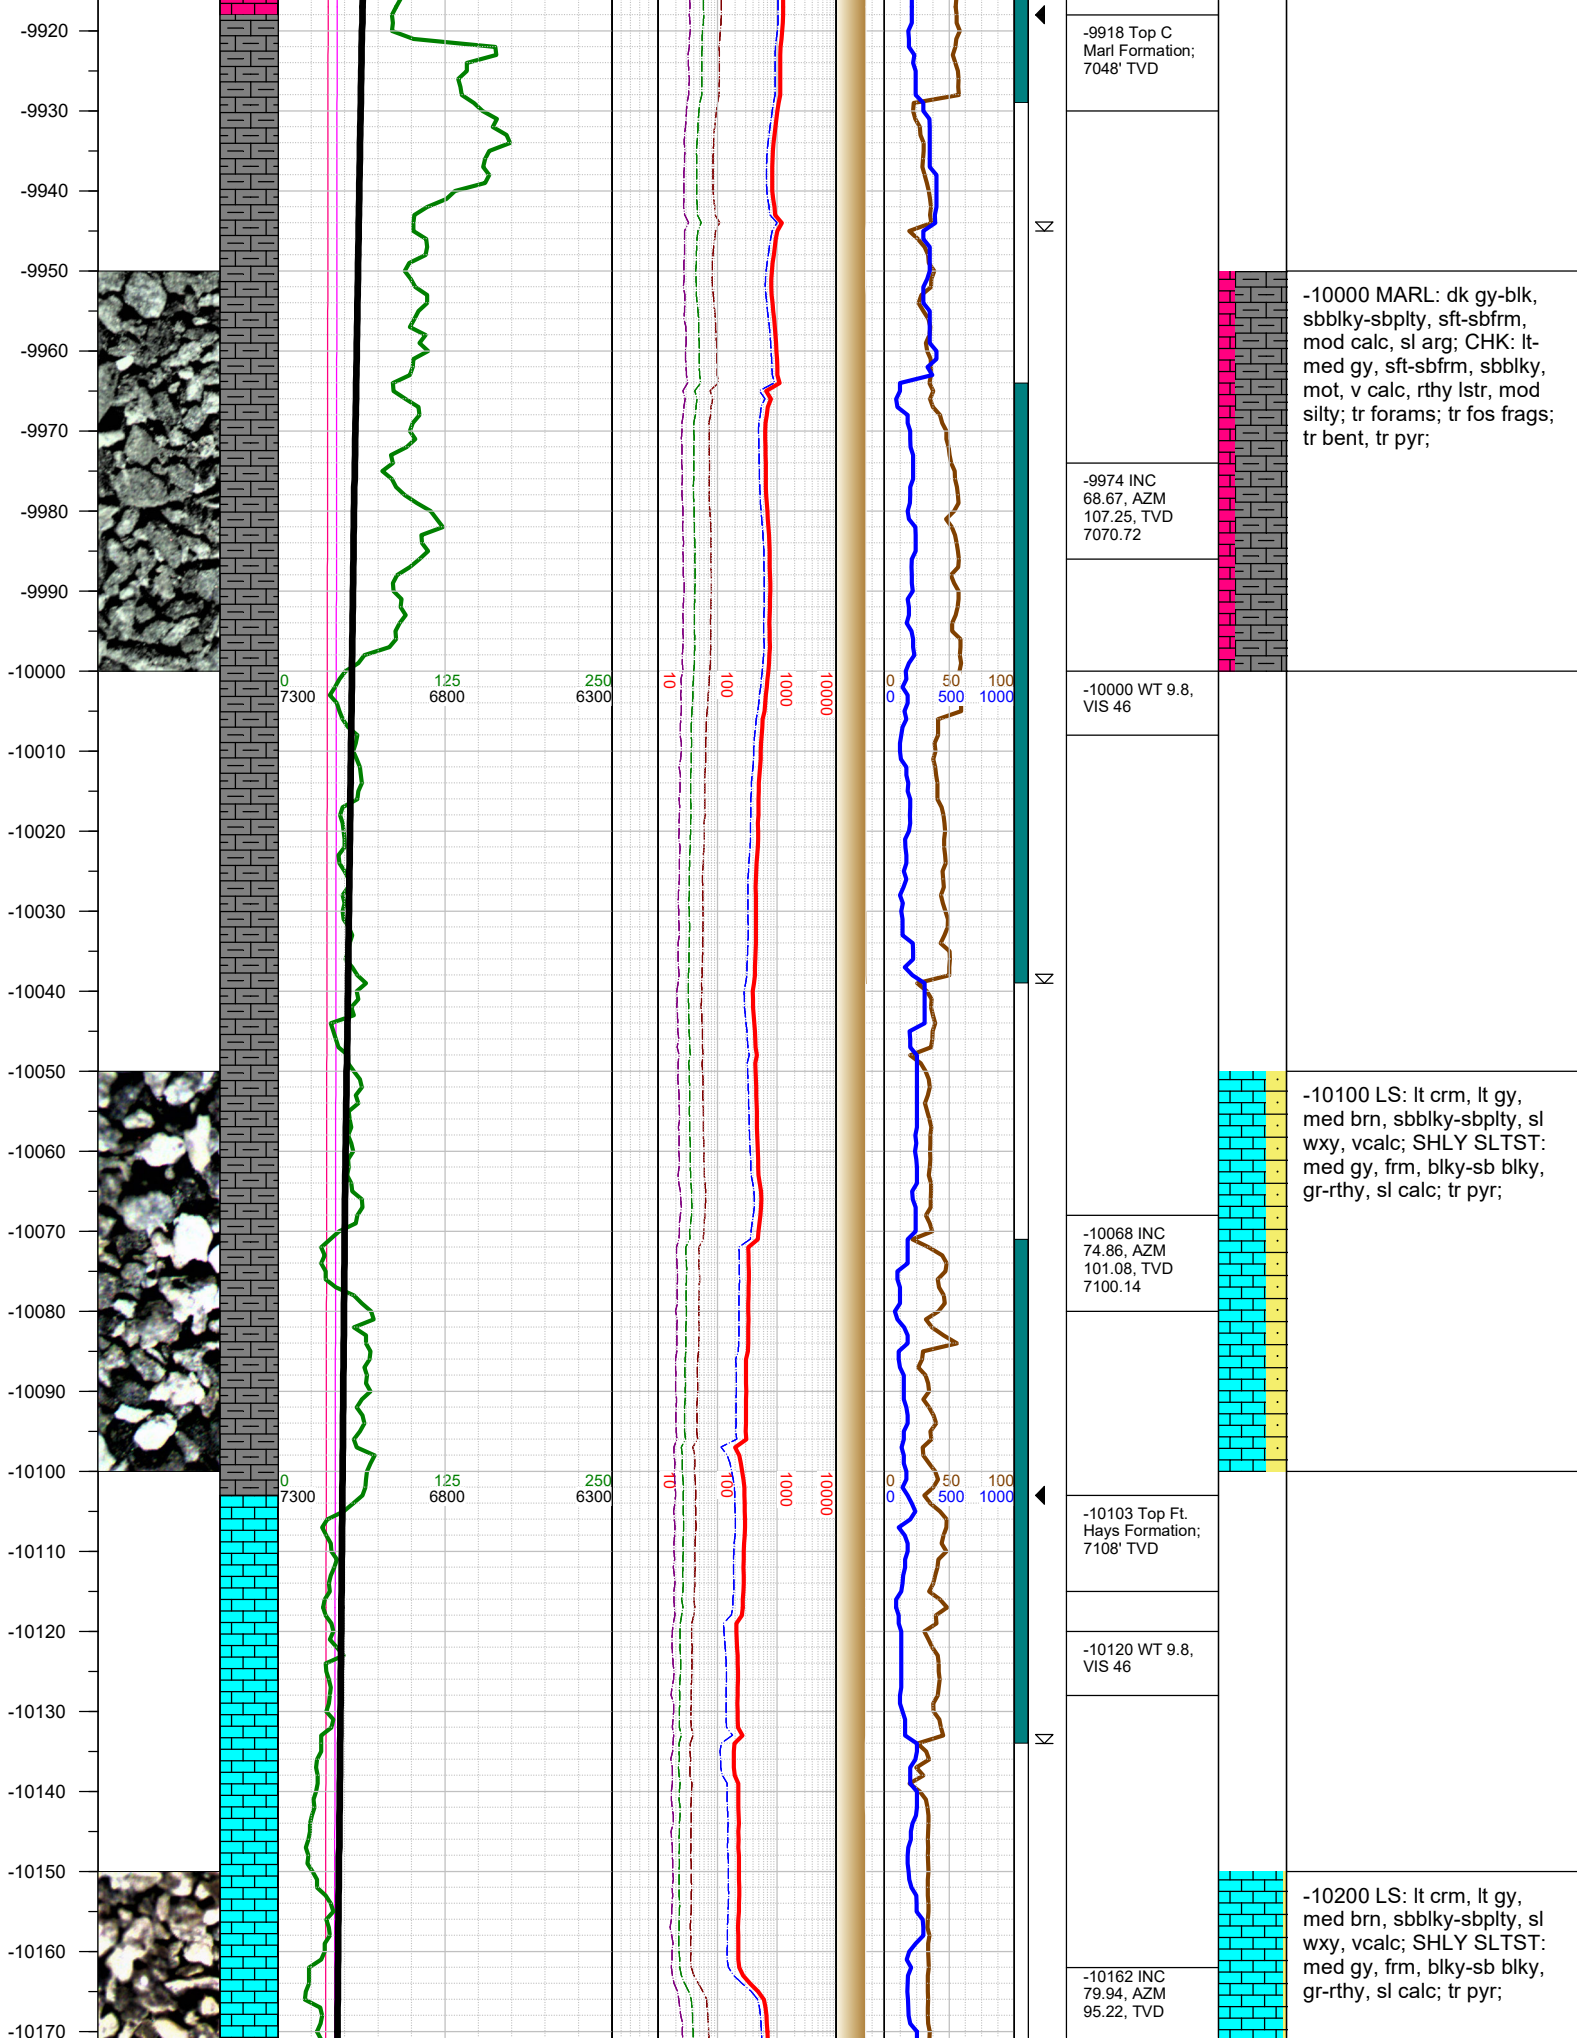 -9920
-9930
-9940
-9950
-9960
-9970
-9980
-9990
-10000
-10010
-10020
-10030
-10040
-10050
-10060
-10070
-10080
-10090
-10100
-10110
-10120
-10130
-10140
-10150
-10160
-10170
0 125 250
7300 6800 6300
10 100 1000 10000
0 50 100
0 500 1000
0 125 250
7300 6800 6300
10 100 1000 10000
0 50 100
0 500 1000
-9918 Top C
Marl Formation;
7048' TVD
-9974 INC
68.67, AZM
107.25, TVD
7070.72
-10000 WT 9.8,
VIS 46
-10068 INC
74.86, AZM
101.08, TVD
7100.14
-10103 Top Ft.
Hays Formation;
7108' TVD
-10120 WT 9.8,
VIS 46
-10162 INC
79.94, AZM
95.22, TVD
-10000 MARL: dk gy-blk,
sbblky-sbplty, sft-sbfrm,
mod calc, sl arg; CHK: lt-
med gy, sft-sbfrm, sbblky,
mot, v calc, rthy lstr, mod
silty; tr forams; tr fos frags;
tr bent, tr pyr;
-10100 LS: lt crm, lt gy,
med brn, sbblky-sbplty, sl
wxy, vcalc; SHLY SLTST:
med gy, frm, blky-sb blky,
gr-rthy, sl calc; tr pyr;
-10200 LS: lt crm, lt gy,
med brn, sbblky-sbplty, sl
wxy, vcalc; SHLY SLTST:
med gy, frm, blky-sb blky,
gr-rthy, sl calc; tr pyr;